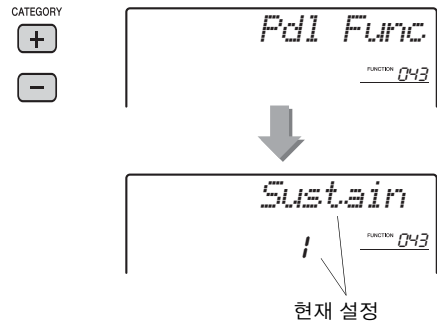 CATEGORY
+
-
Pdl Func
FUNCTION 043
Sustain
1
FUNCTION 043
현재 설정